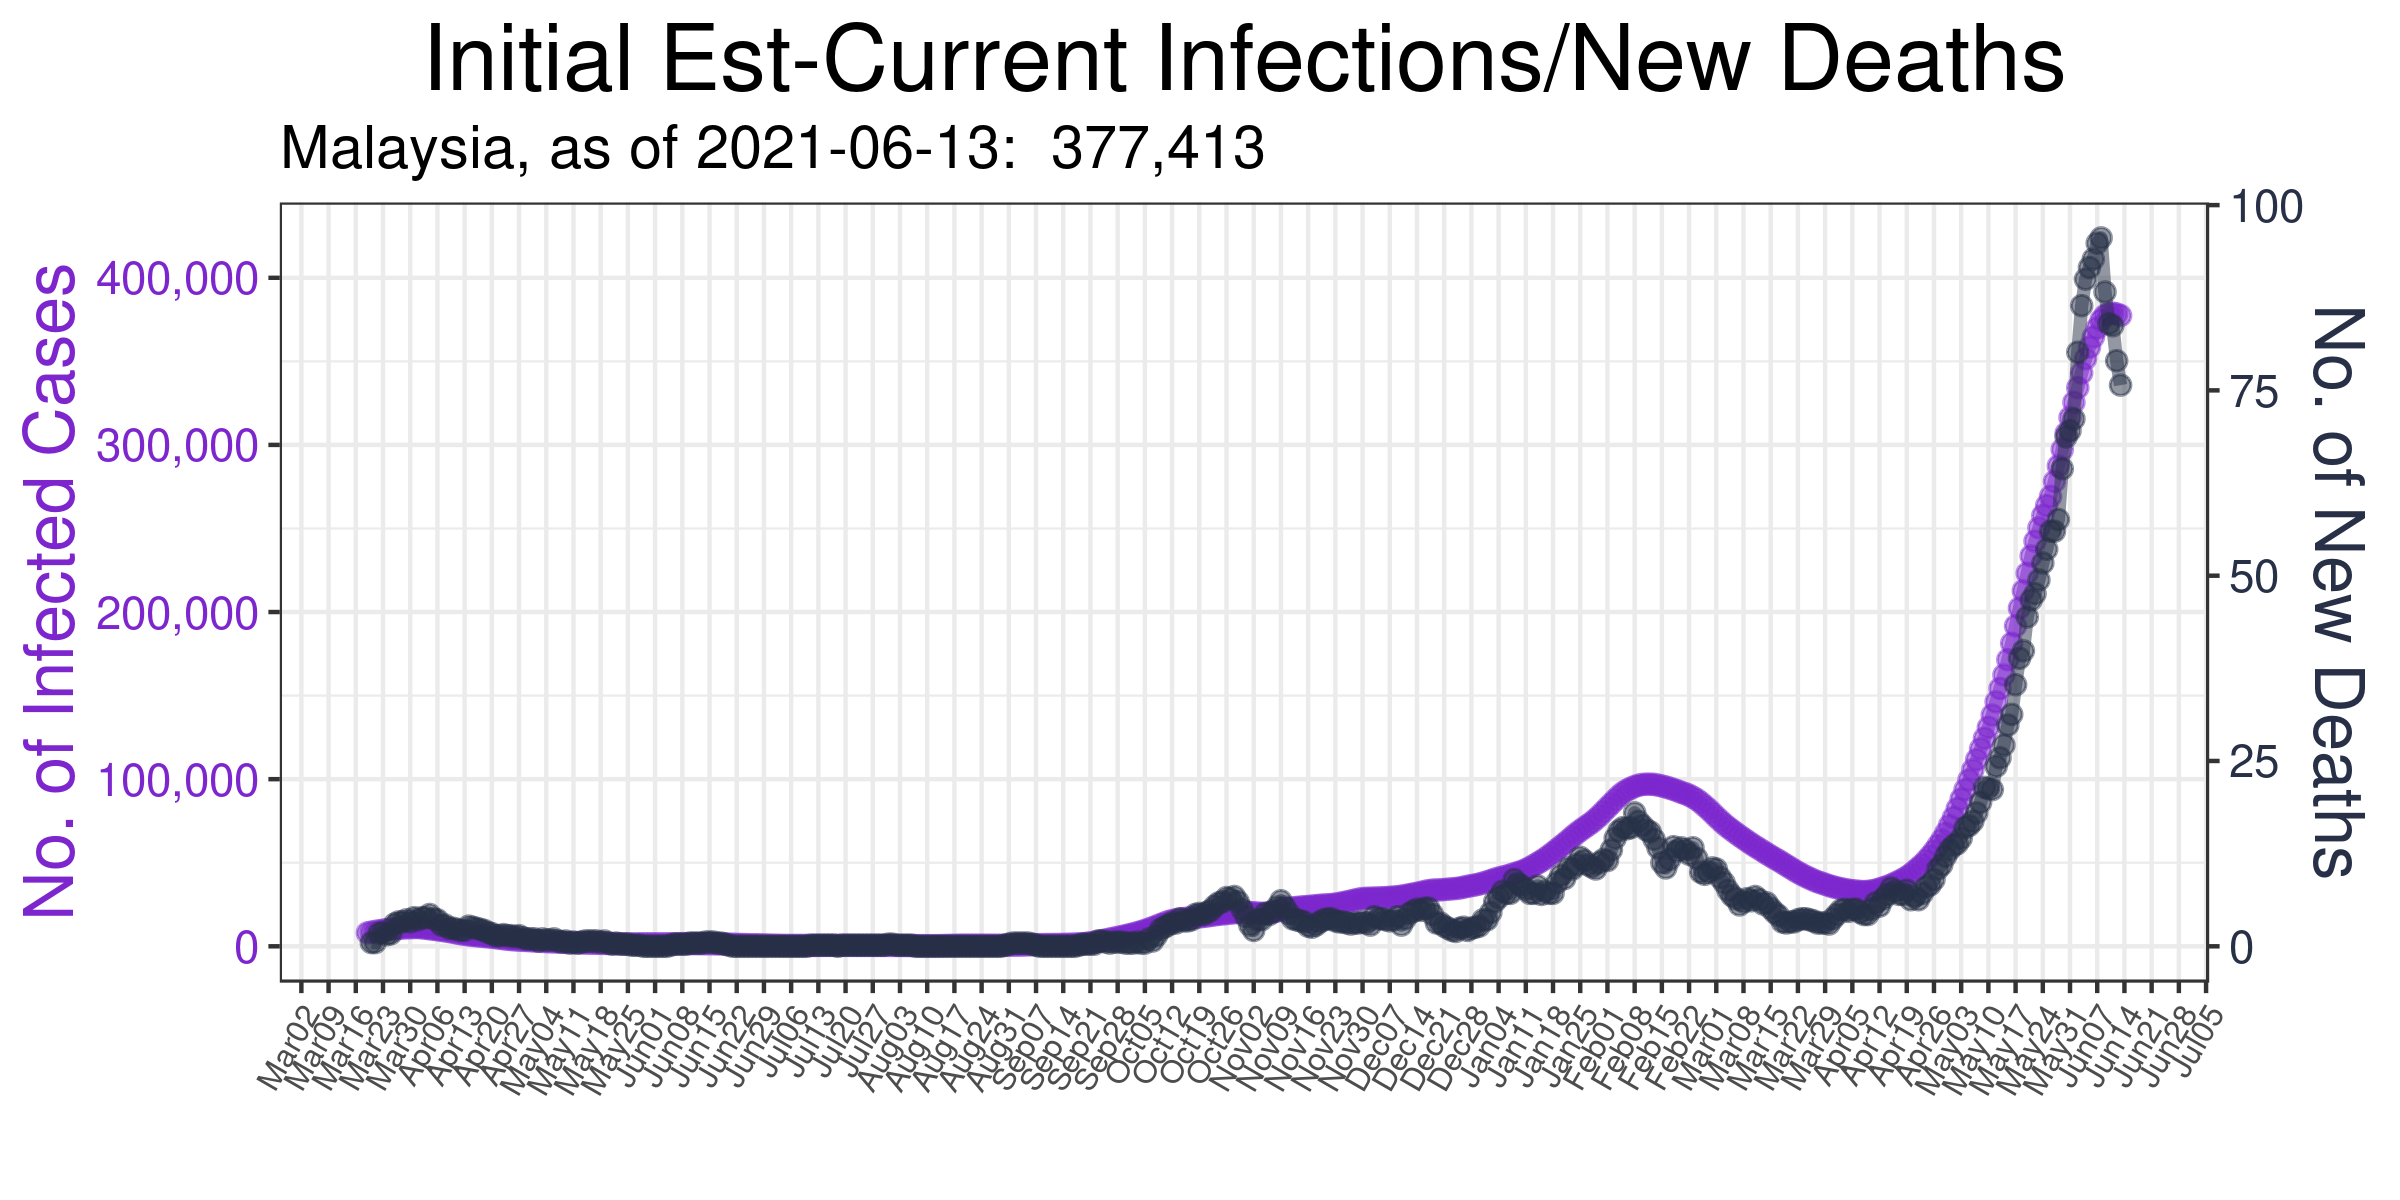 Initial Est-Current Infections/New Deaths
Malaysia, as of 2021-06-13:  377,413
No. of Infected Cases
400,000
300,000
200,000
100,000
0
100
75
50
25
0
No. of New Deaths
Mar02
Mar09
Mar16
Mar23
Mar30
Apr06
Apr13
Apr20
Apr27
May04
May11
May18
May25
Jun01
Jun08
Jun15
Jun22
Jun29
Jul06
Jul13
Jul20
Jul27
Aug03
Aug10
Aug17
Aug24
Aug31
Sep07
Sep14
Sep21
Sep28
Oct05
Oct12
Oct19
Oct26
Nov02
Nov09
Nov16
Nov23
Nov30
Dec07
Dec14
Dec21
Dec28
Jan04
Jan11
Jan18
Jan25
Feb01
Feb08
Feb15
Feb22
Mar01
Mar08
Mar15
Mar22
Mar29
Apr05
Apr12
Apr19
Apr26
May03
May10
May17
May24
May31
Jun07
Jun14
Jun21
Jun28
Jul05